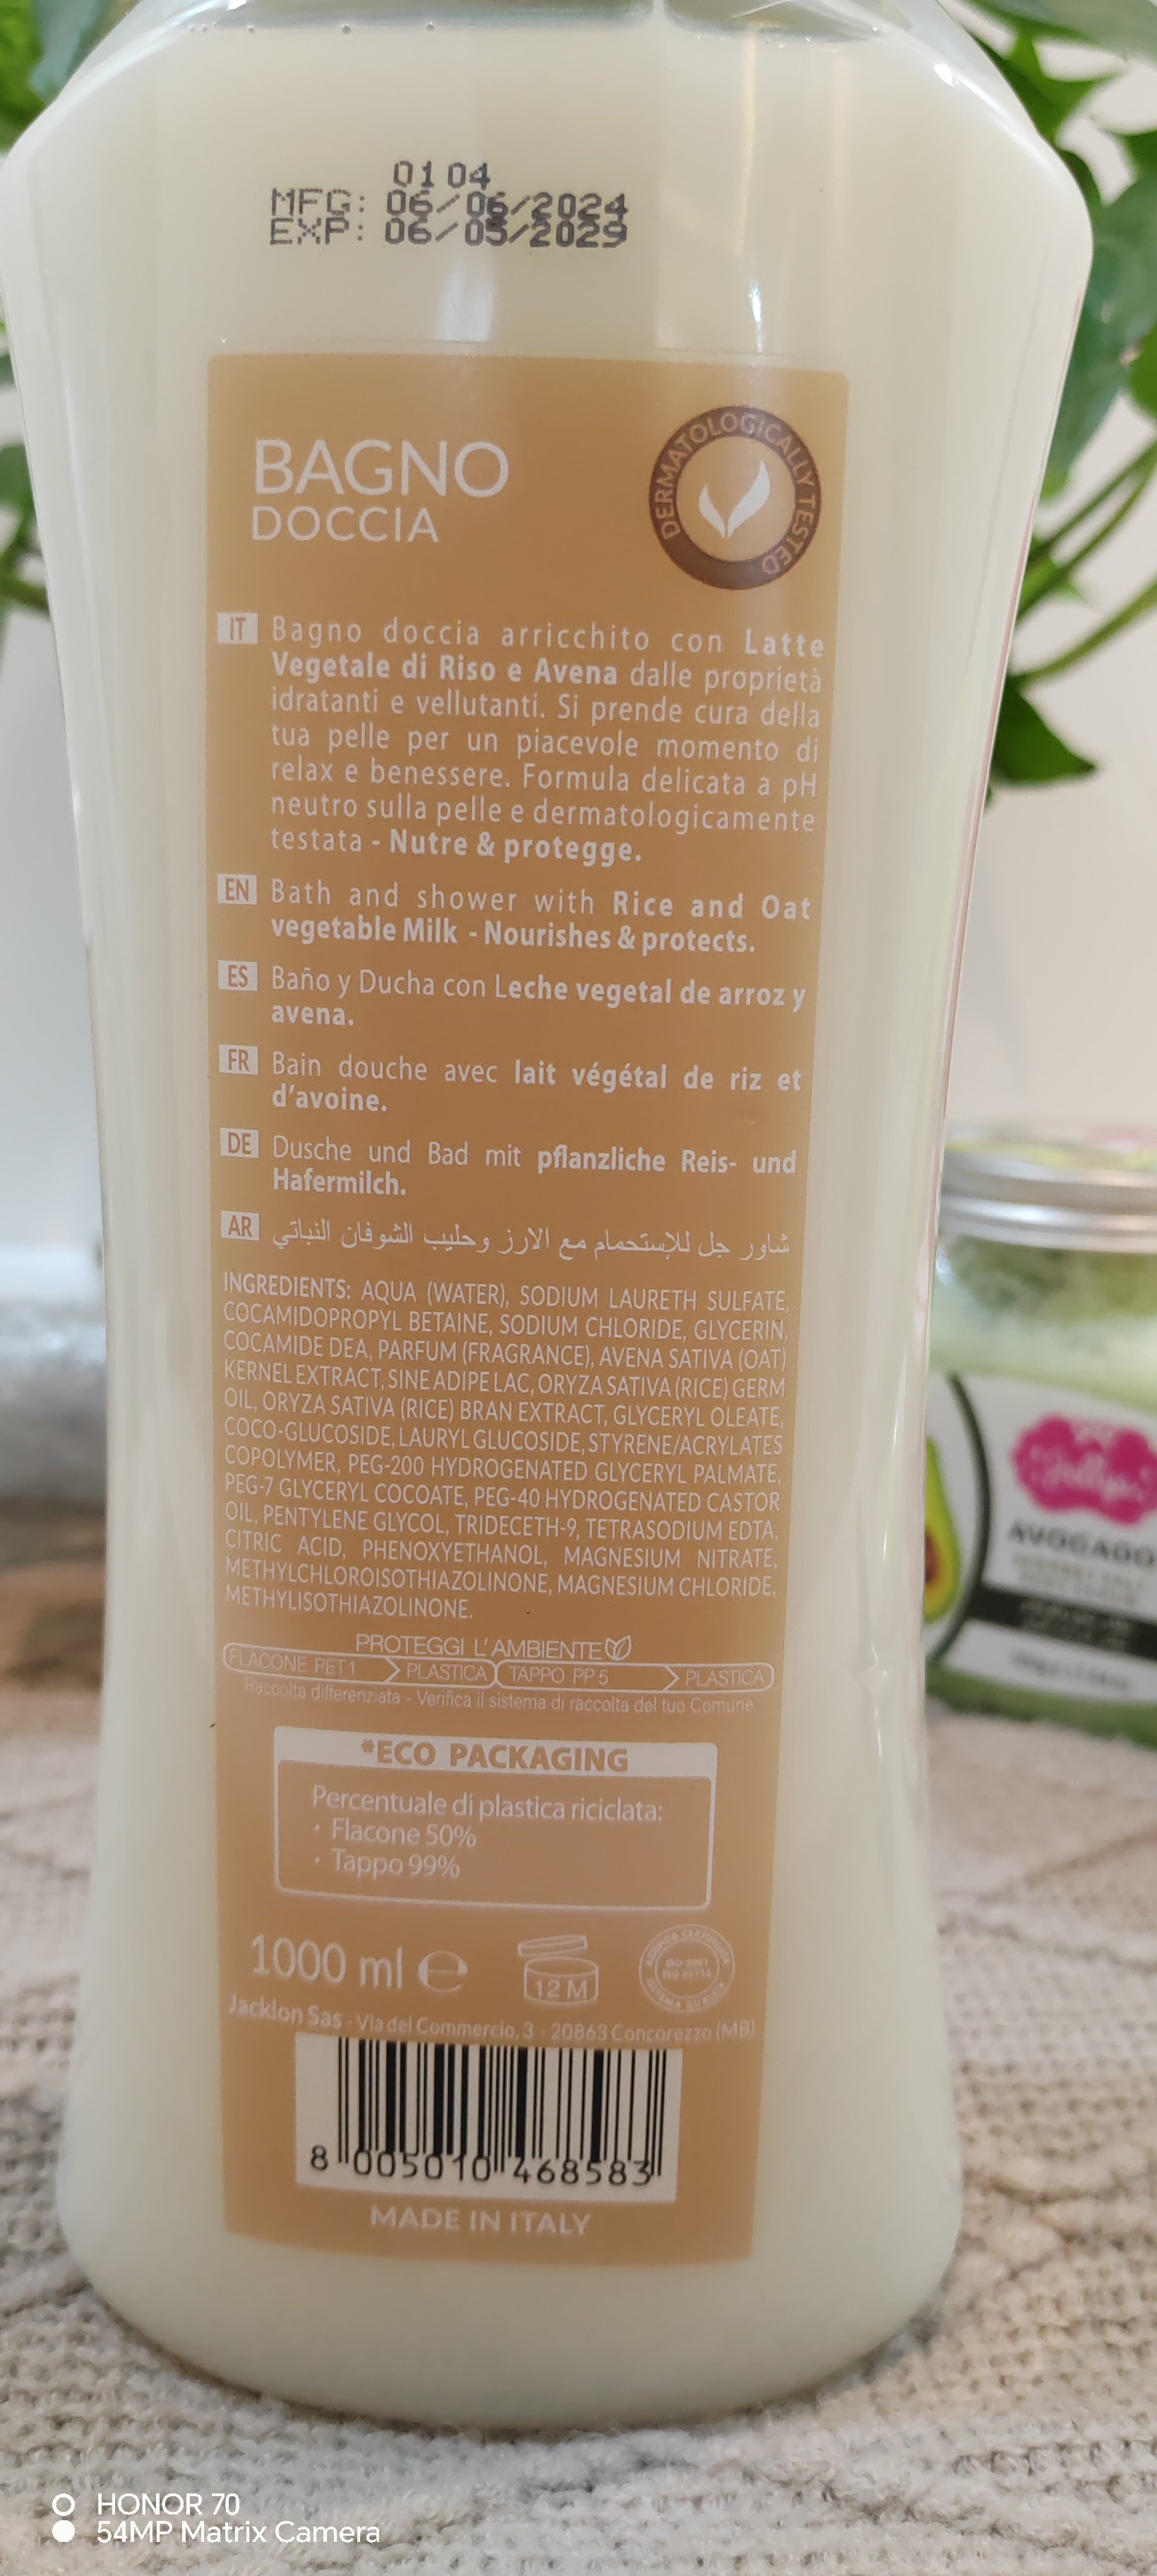 01 04
MFG: 06/06/2024
EXP: 06/05/2029
BAGNO
DOCCIA
DERMATOLOGICALLY TESTED
IT Bagno doccia arricchito con Latte
Vegetale di Riso e Avena dalle proprietà
idratanti e vellutanti. Si prende cura della
tua pelle per un piacevole momento di
relax e benessere. Formula delicata a pH
neutro sulla pelle e dermatologicamente
testata - Nutre & protegge.
EN Bath and shower with Rice and Oat
vegetable Milk - Nourishes & protects.
ES Baño y Ducha con Leche vegetal de arroz y
avena.
FR Bain douche avec lait végétal de riz et
d'avoine.
DE Dusche und Bad mit pflanzliche Reis- und
Hafermilch.
AR شاور جل للإستحمام مع الارز وحليب الشوفان النباتي
INGREDIENTS: AQUA (WATER), SODIUM LAURETH SULFATE,
COCAMIDOPROPYL BETAINE, SODIUM CHLORIDE, GLYCERIN,
COCAMIDE DEA, PARFUM (FRAGRANCE), AVENA SATIVA (OAT)
KERNEL EXTRACT, SINE ADIPE LAC, ORYZA SATIVA (RICE) GERM
OIL, ORYZA SATIVA (RICE) BRAN EXTRACT, GLYCERYL OLEATE,
COCO-GLUCOSIDE, LAURYL GLUCOSIDE, STYRENE/ACRYLATES
COPOLYMER, PEG-200 HYDROGENATED GLYCERYL PALMATE,
PEG-7 GLYCERYL COCOATE, PEG-40 HYDROGENATED CASTOR
OIL, PENTYLENE GLYCOL, TRIDECETH-9, TETRASODIUM EDTA,
CITRIC ACID, PHENOXYETHANOL, MAGNESIUM NITRATE,
METHYLCHLOROISOTHIAZOLINONE, MAGNESIUM CHLORIDE,
METHYLISOTHIAZOLINONE.
PROTEGGI L'AMBIENTE
FLACONE PET 1 PLASTICA TAPPO PP 5 PLASTICA
Raccolta differenziata - Verifica il sistema di raccolta del tuo Comune
*ECO PACKAGING
Percentuale di plastica riciclata:
• Flacone 50%
• Tappo 99%
1000 ml e
12 M
AZIENDA CERTIFICATA
ISO 9001
ISO 22716
SISTEMA QUALITÀ
Jacklon Sas - Via del Commercio, 3 - 20863 Concorezzo (MB)
8 005010 468583
MADE IN ITALY
AVOCADO
HONOR 70
54MP Matrix Camera